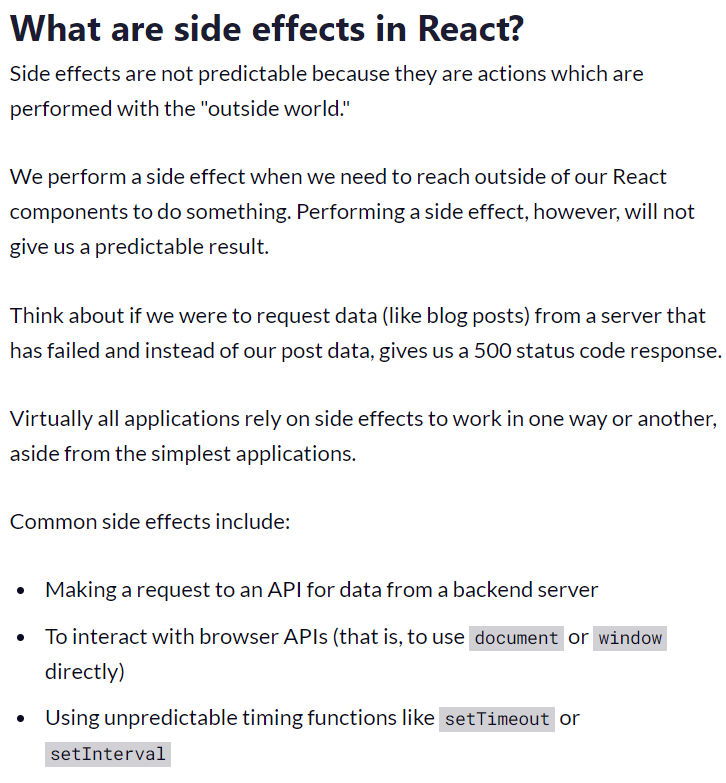 What are side effects in React?
Side effects are not predictable because they are actions which are
performed with the "outside world."
We perform a side effect when we need to reach outside of our React
components to do something. Performing a side effect, however, will not
give us a predictable result.
Think about if we were to request data (like blog posts) from a server that
has failed and instead of our post data, gives us a 500 status code response.
Virtually all applications rely on side effects to work in one way or another,
aside from the simplest applications.
Common side effects include:
• Making a request to an API for data from a backend server
• To interact with browser APIs (that is, to use document or window
directly)
• Using unpredictable timing functions like setTimeout or
setInterval